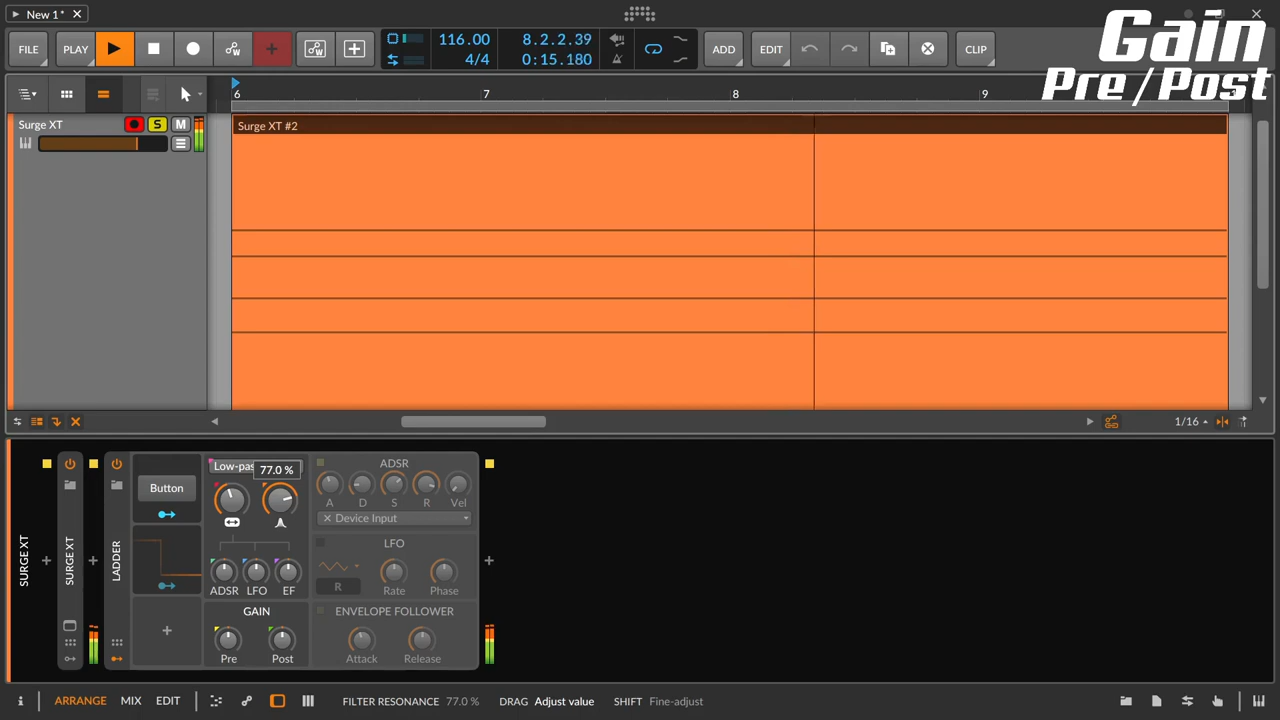 New 1*
Gain
Pre/Post
FILE
PLAY
116.00
4/4
8.2.2.39
0:15.180
ADD
EDIT
CLIP
6
7
8
9
Surge XT
S
M
Surge XT #2
1/16
SURGE XT
SURGE XT
LADDER
Button
Low-pas
77.0 %
ADSR
LFO
EF
GAIN
Pre
Post
ADSR
A
D
S
R
Vel
Device Input
LFO
R
Rate
Phase
ENVELOPE FOLLOWER
Attack
Release
ARRANGE
MIX
EDIT
FILTER RESONANCE 77.0 %
DRAG Adjust value
SHIFT Fine-adjust